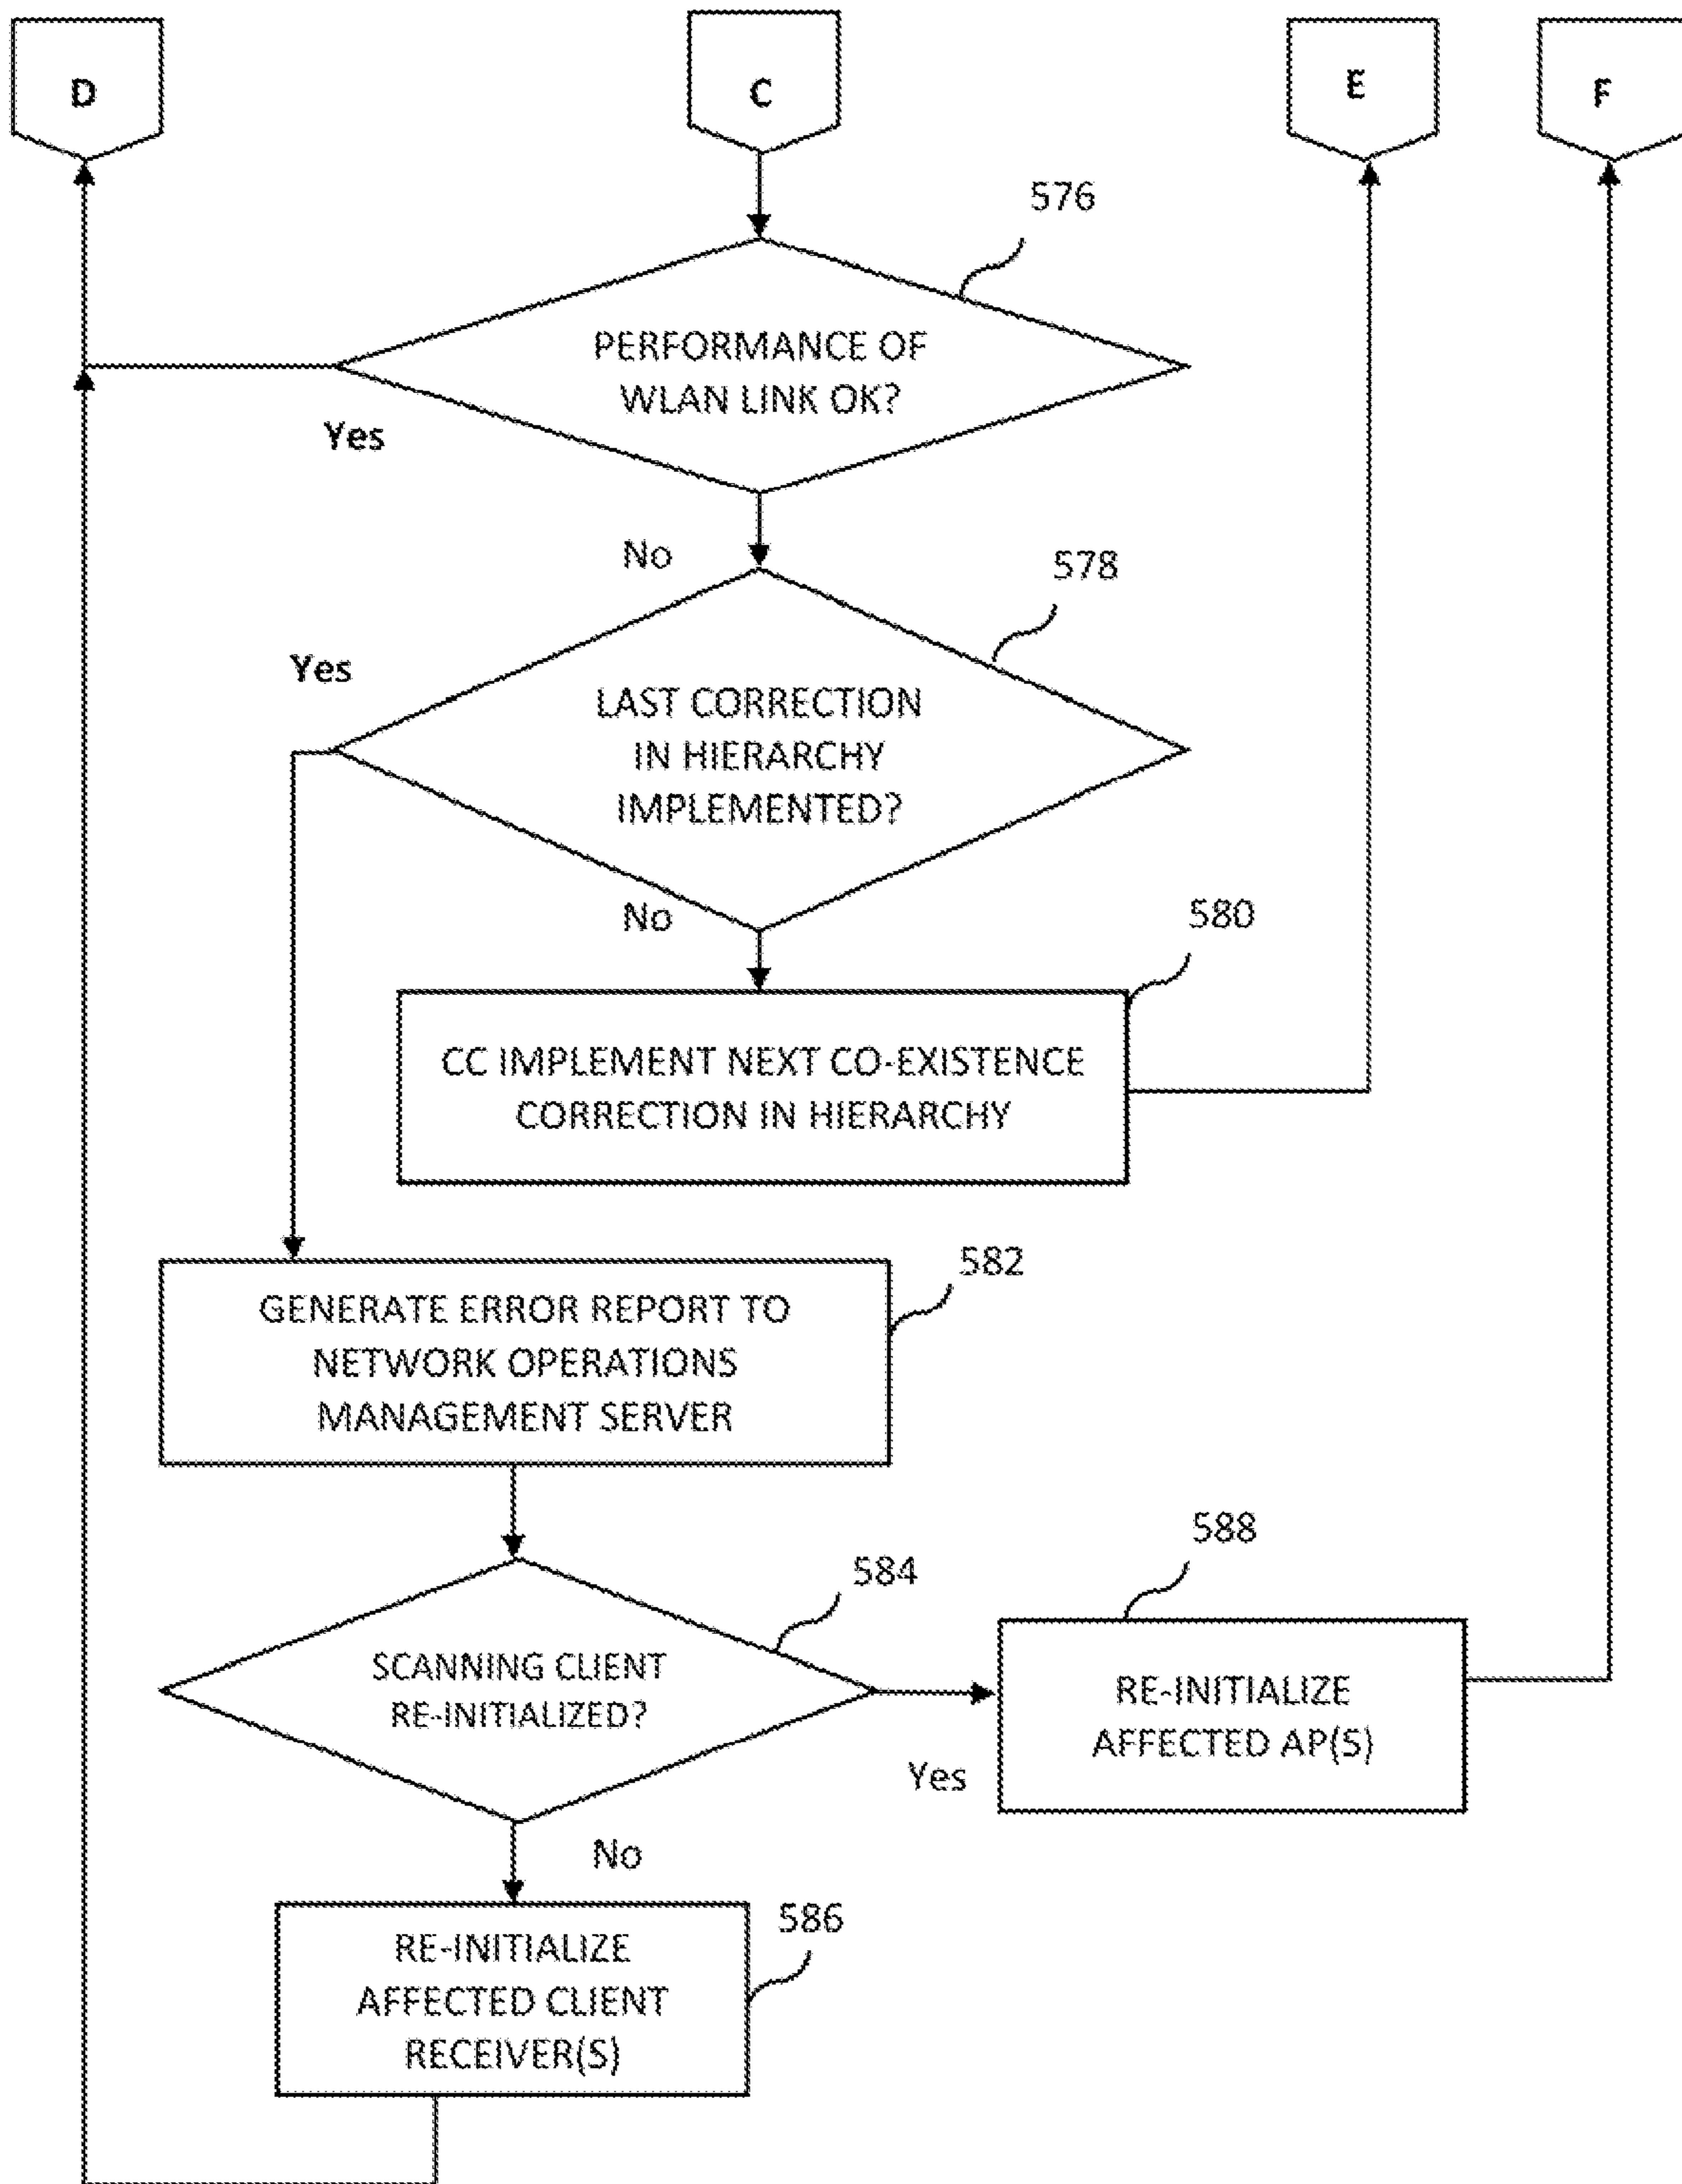 D
C
E
F
576
PERFORMANCE OF
WLAN LINK OK?
Yes
No
578
Yes
LAST CORRECTION
IN HIERARCHY
IMPLEMENTED?
No
580
CC IMPLEMENT NEXT CO-EXISTENCE
CORRECTION IN HIERARCHY
582
GENERATE ERROR REPORT TO
NETWORK OPERATIONS
MANAGEMENT SERVER
584
588
SCANNING CLIENT
RE-INITIALIZED?
RE-INITIALIZE
AFFECTED AP(S)
Yes
No
586
RE-INITIALIZE
AFFECTED CLIENT
RECEIVER(S)